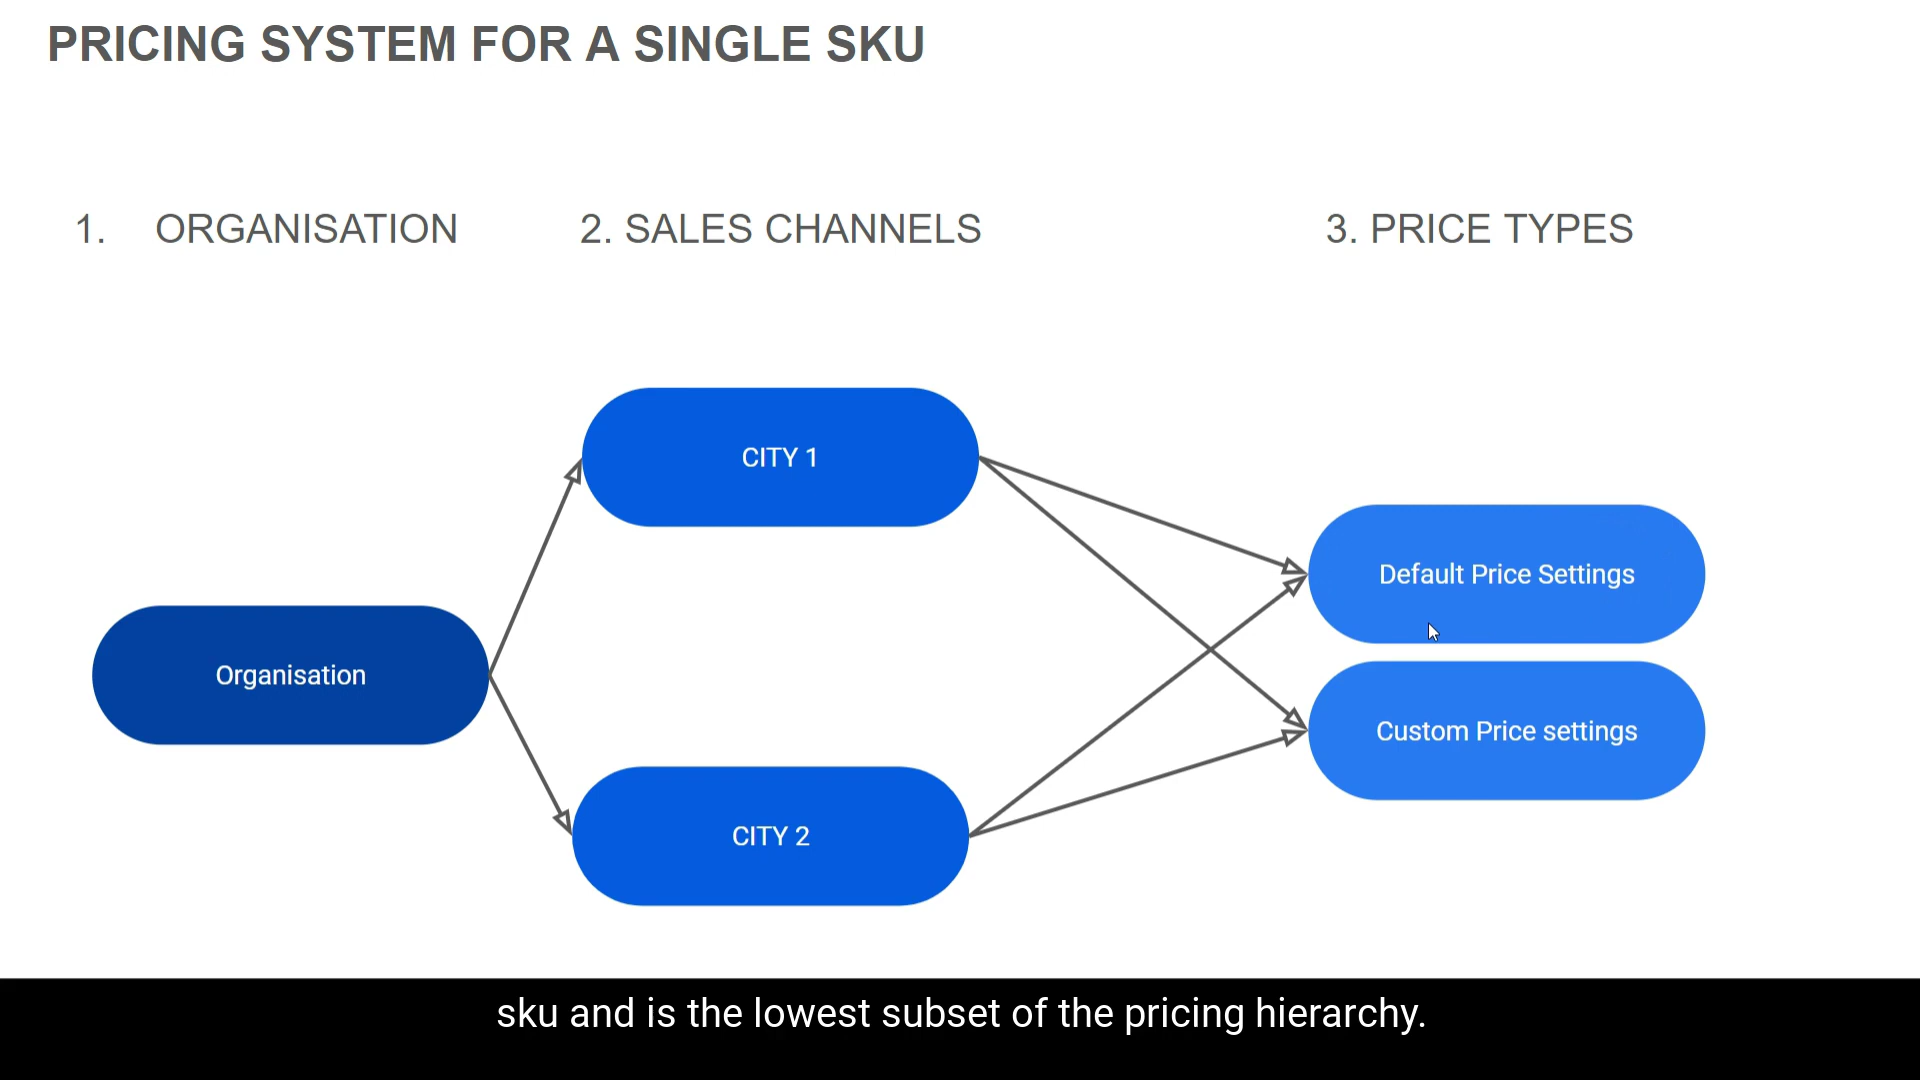 PRICING SYSTEM FOR A SINGLE SKU
1. ORGANISATION
2. SALES CHANNELS
3. PRICE TYPES
CITY 1
Default Price Settings
Organisation
Custom Price settings
CITY 2
sku and is the lowest subset of the pricing hierarchy.